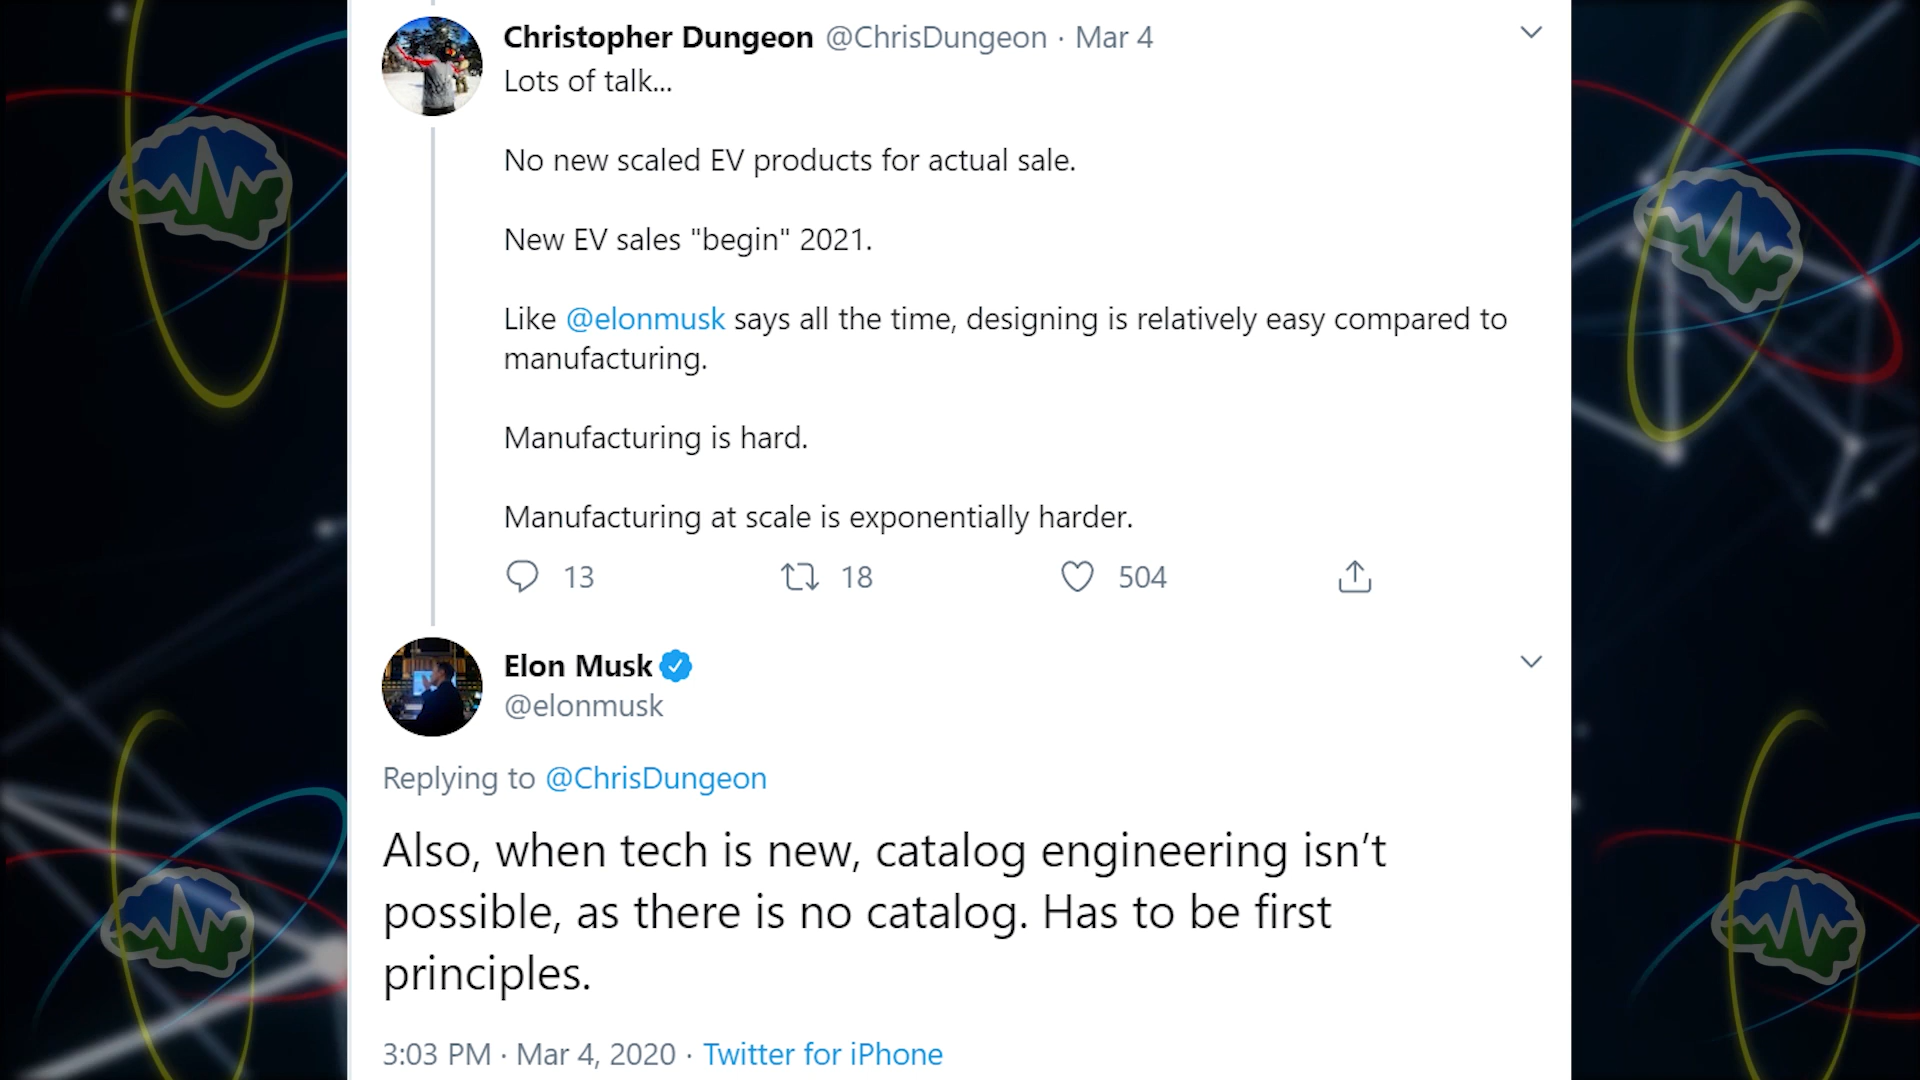 Christopher Dungeon @ChrisDungeon · Mar 4
Lots of talk...
No new scaled EV products for actual sale.
New EV sales "begin" 2021.
Like @elonmusk says all the time, designing is relatively easy compared to
manufacturing.
Manufacturing is hard.
Manufacturing at scale is exponentially harder.
13 18 504
Elon Musk
@elonmusk
Replying to @ChrisDungeon
Also, when tech is new, catalog engineering isn’t
possible, as there is no catalog. Has to be first
principles.
3:03 PM · Mar 4, 2020 · Twitter for iPhone